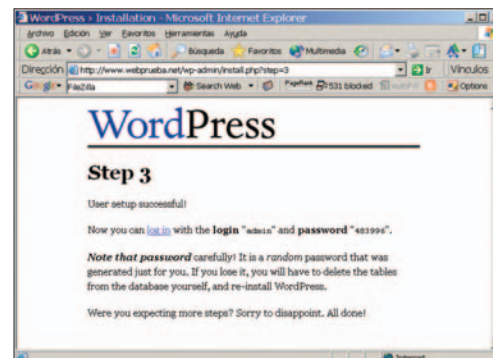 WordPress › Installation - Microsoft Internet Explorer
Archivo Edición Ver Favoritos Herramientas Ayuda
Atrás Búsqueda Favoritos Multimedia
Dirección http://www.webprueba.net/wp-admin/install.php?step=3 Ir Vínculos
Google FileZilla Search Web PageRank 531 blocked AutoFill Options
WordPress
Step 3
User setup successful!
Now you can log in with the login "admin" and password "483996".
Note that password carefully! It is a random password that was
generated just for you. If you lose it, you will have to delete the tables
from the database yourself, and re-install WordPress.
Were you expecting more steps? Sorry to disappoint. All done!
Internet